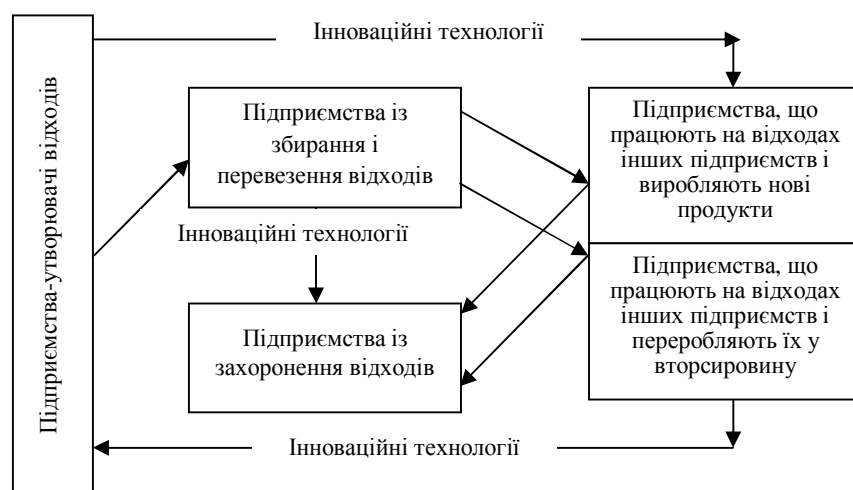 Підприємства-утворювачі відходів
Інноваційні технології
Підприємства із
збирання і
перевезення відходів
Підприємства, що
працюють на відходах
інших підприємств і
виробляють нові
продукти
Інноваційні технології
Підприємства, що
працюють на відходах
інших підприємств і
переробляють їх у
вторсировину
Підприємства із
захоронення відходів
Інноваційні технології